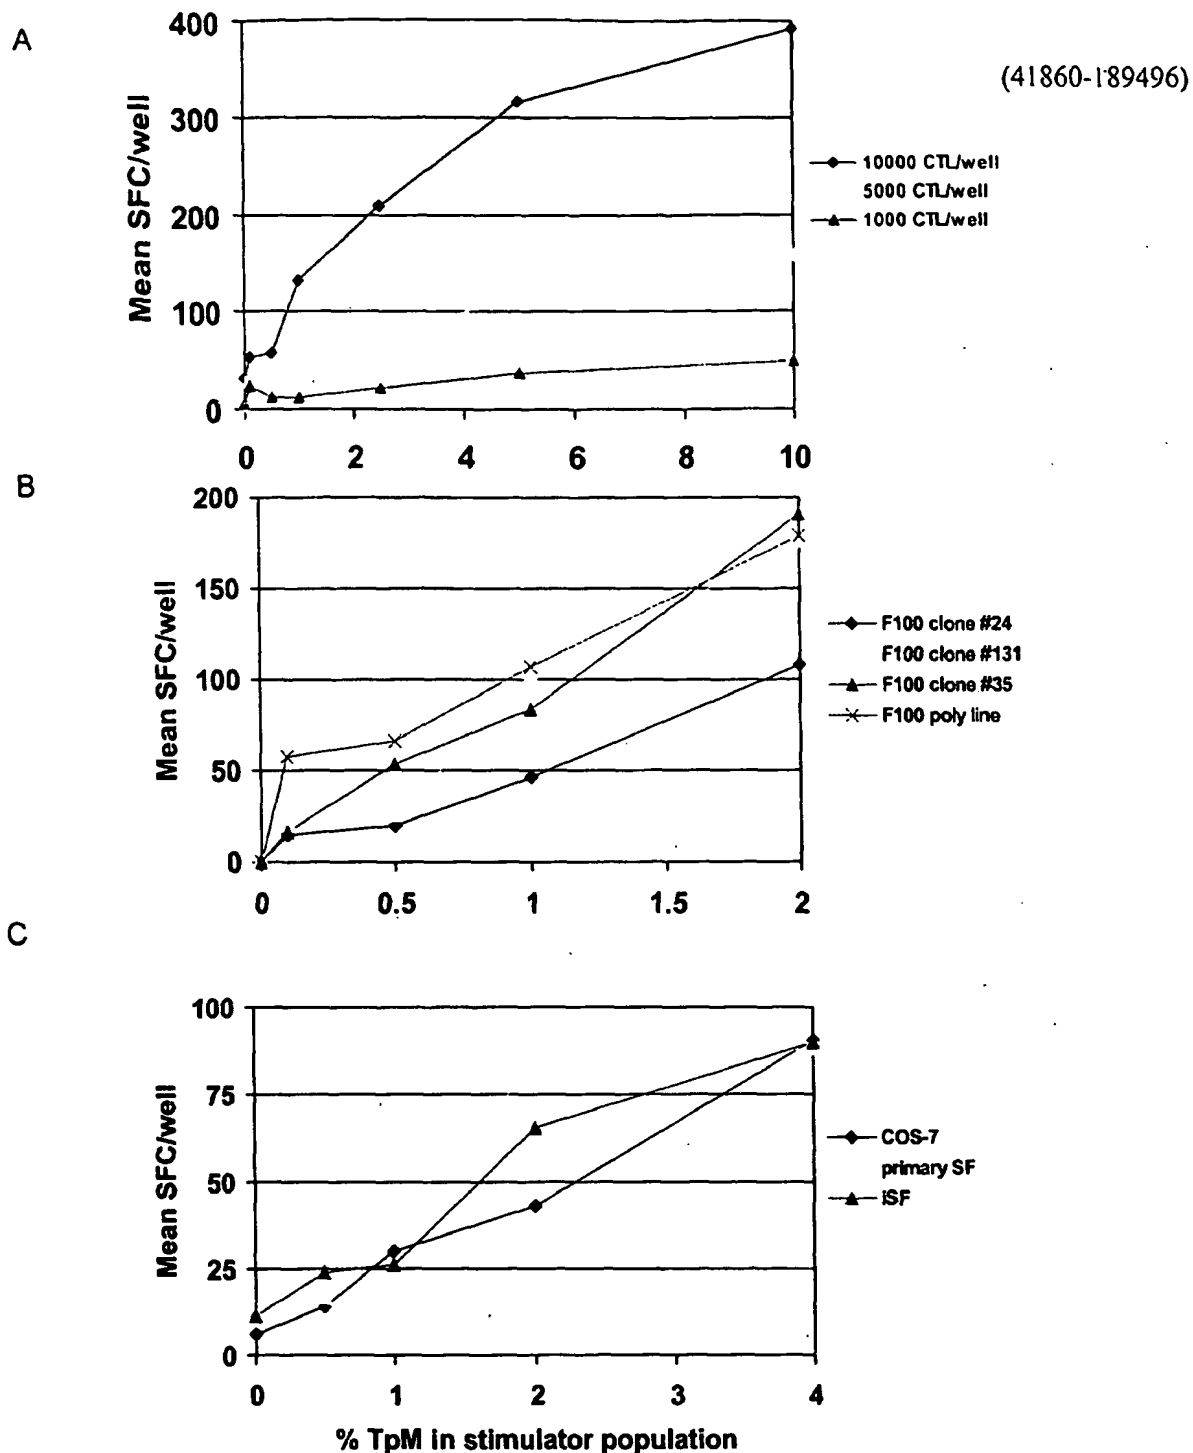 A
(41860-189496)
400
300
200
100
0
Mean SFC/well
0 2 4 6 8 10
10000 CTL/well
5000 CTL/well
1000 CTL/well
B
200
150
100
50
0
Mean SFC/well
0 0.5 1 1.5 2
F100 clone #24
F100 clone #131
F100 clone #35
F100 poly line
C
100
75
50
25
0
Mean SFC/well
0 1 2 3 4
COS-7
primary SF
iSF
% TpM in stimulator population